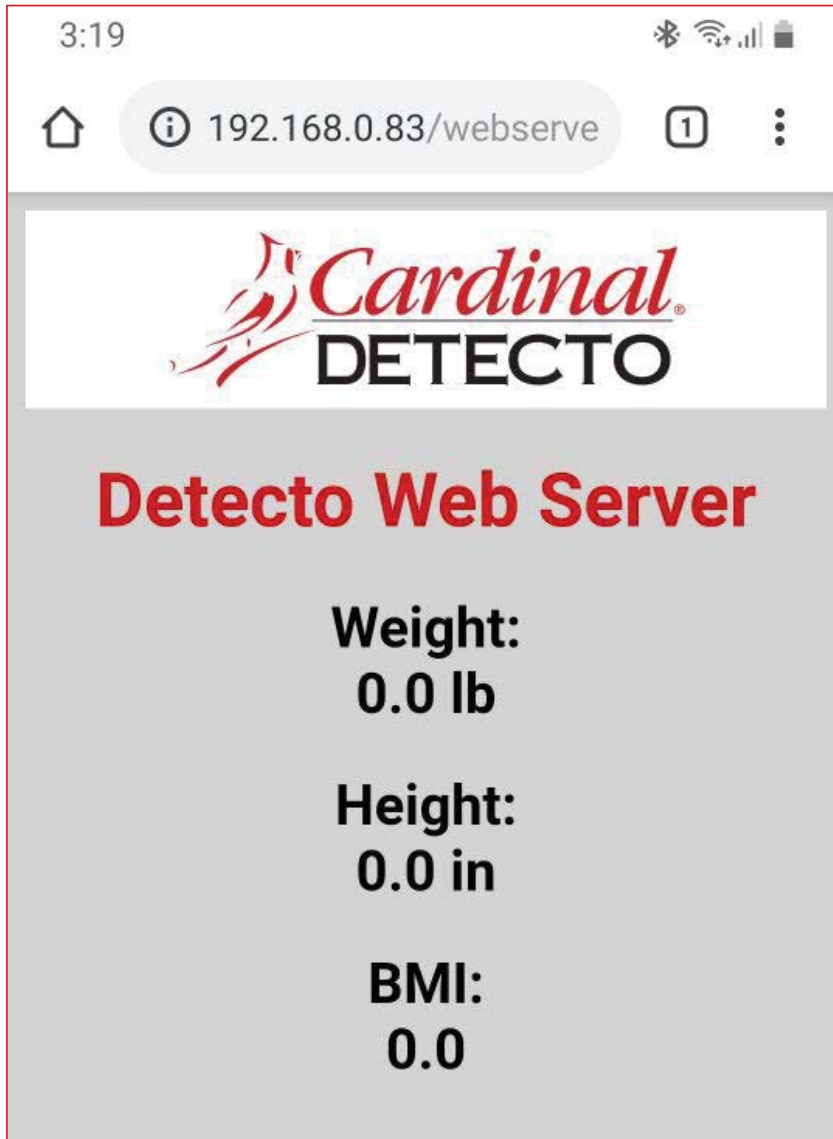 3:19
192.168.0.83/webserve
1
Cardinal®
DETECTO
Detecto Web Server
Weight:
0.0 lb
Height:
0.0 in
BMI:
0.0